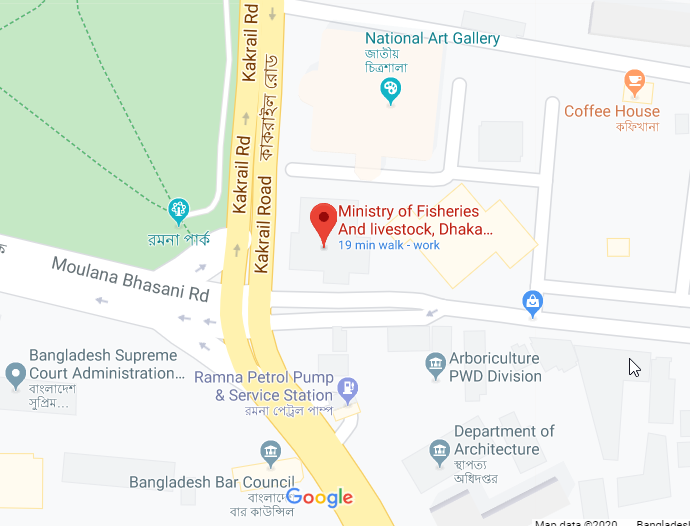 Kakrail Rd
National Art Gallery
জাতীয়
চিত্রশালা
Coffee House
কফিখানা
কাকরাইল রোড
Kakrail Rd
Kakrail Road
Ministry of Fisheries
And livestock, Dhaka...
19 min walk - work
রমনা পার্ক
ক
Moulana Bhasani Rd
Bangladesh Supreme
Court Administration...
বাংলাদেশ
সুপ্রিম...
Arboriculture
PWD Division
Ramna Petrol Pump
& Service Station
রমনা পেট্রল পাম্প
Department of
Architecture
স্থাপত্য
অধিদপ্তর
Bangladesh Bar Council
বাংলাদেশ
বার কাউন্সিল
Google
Map data ©2020
Bangladesh